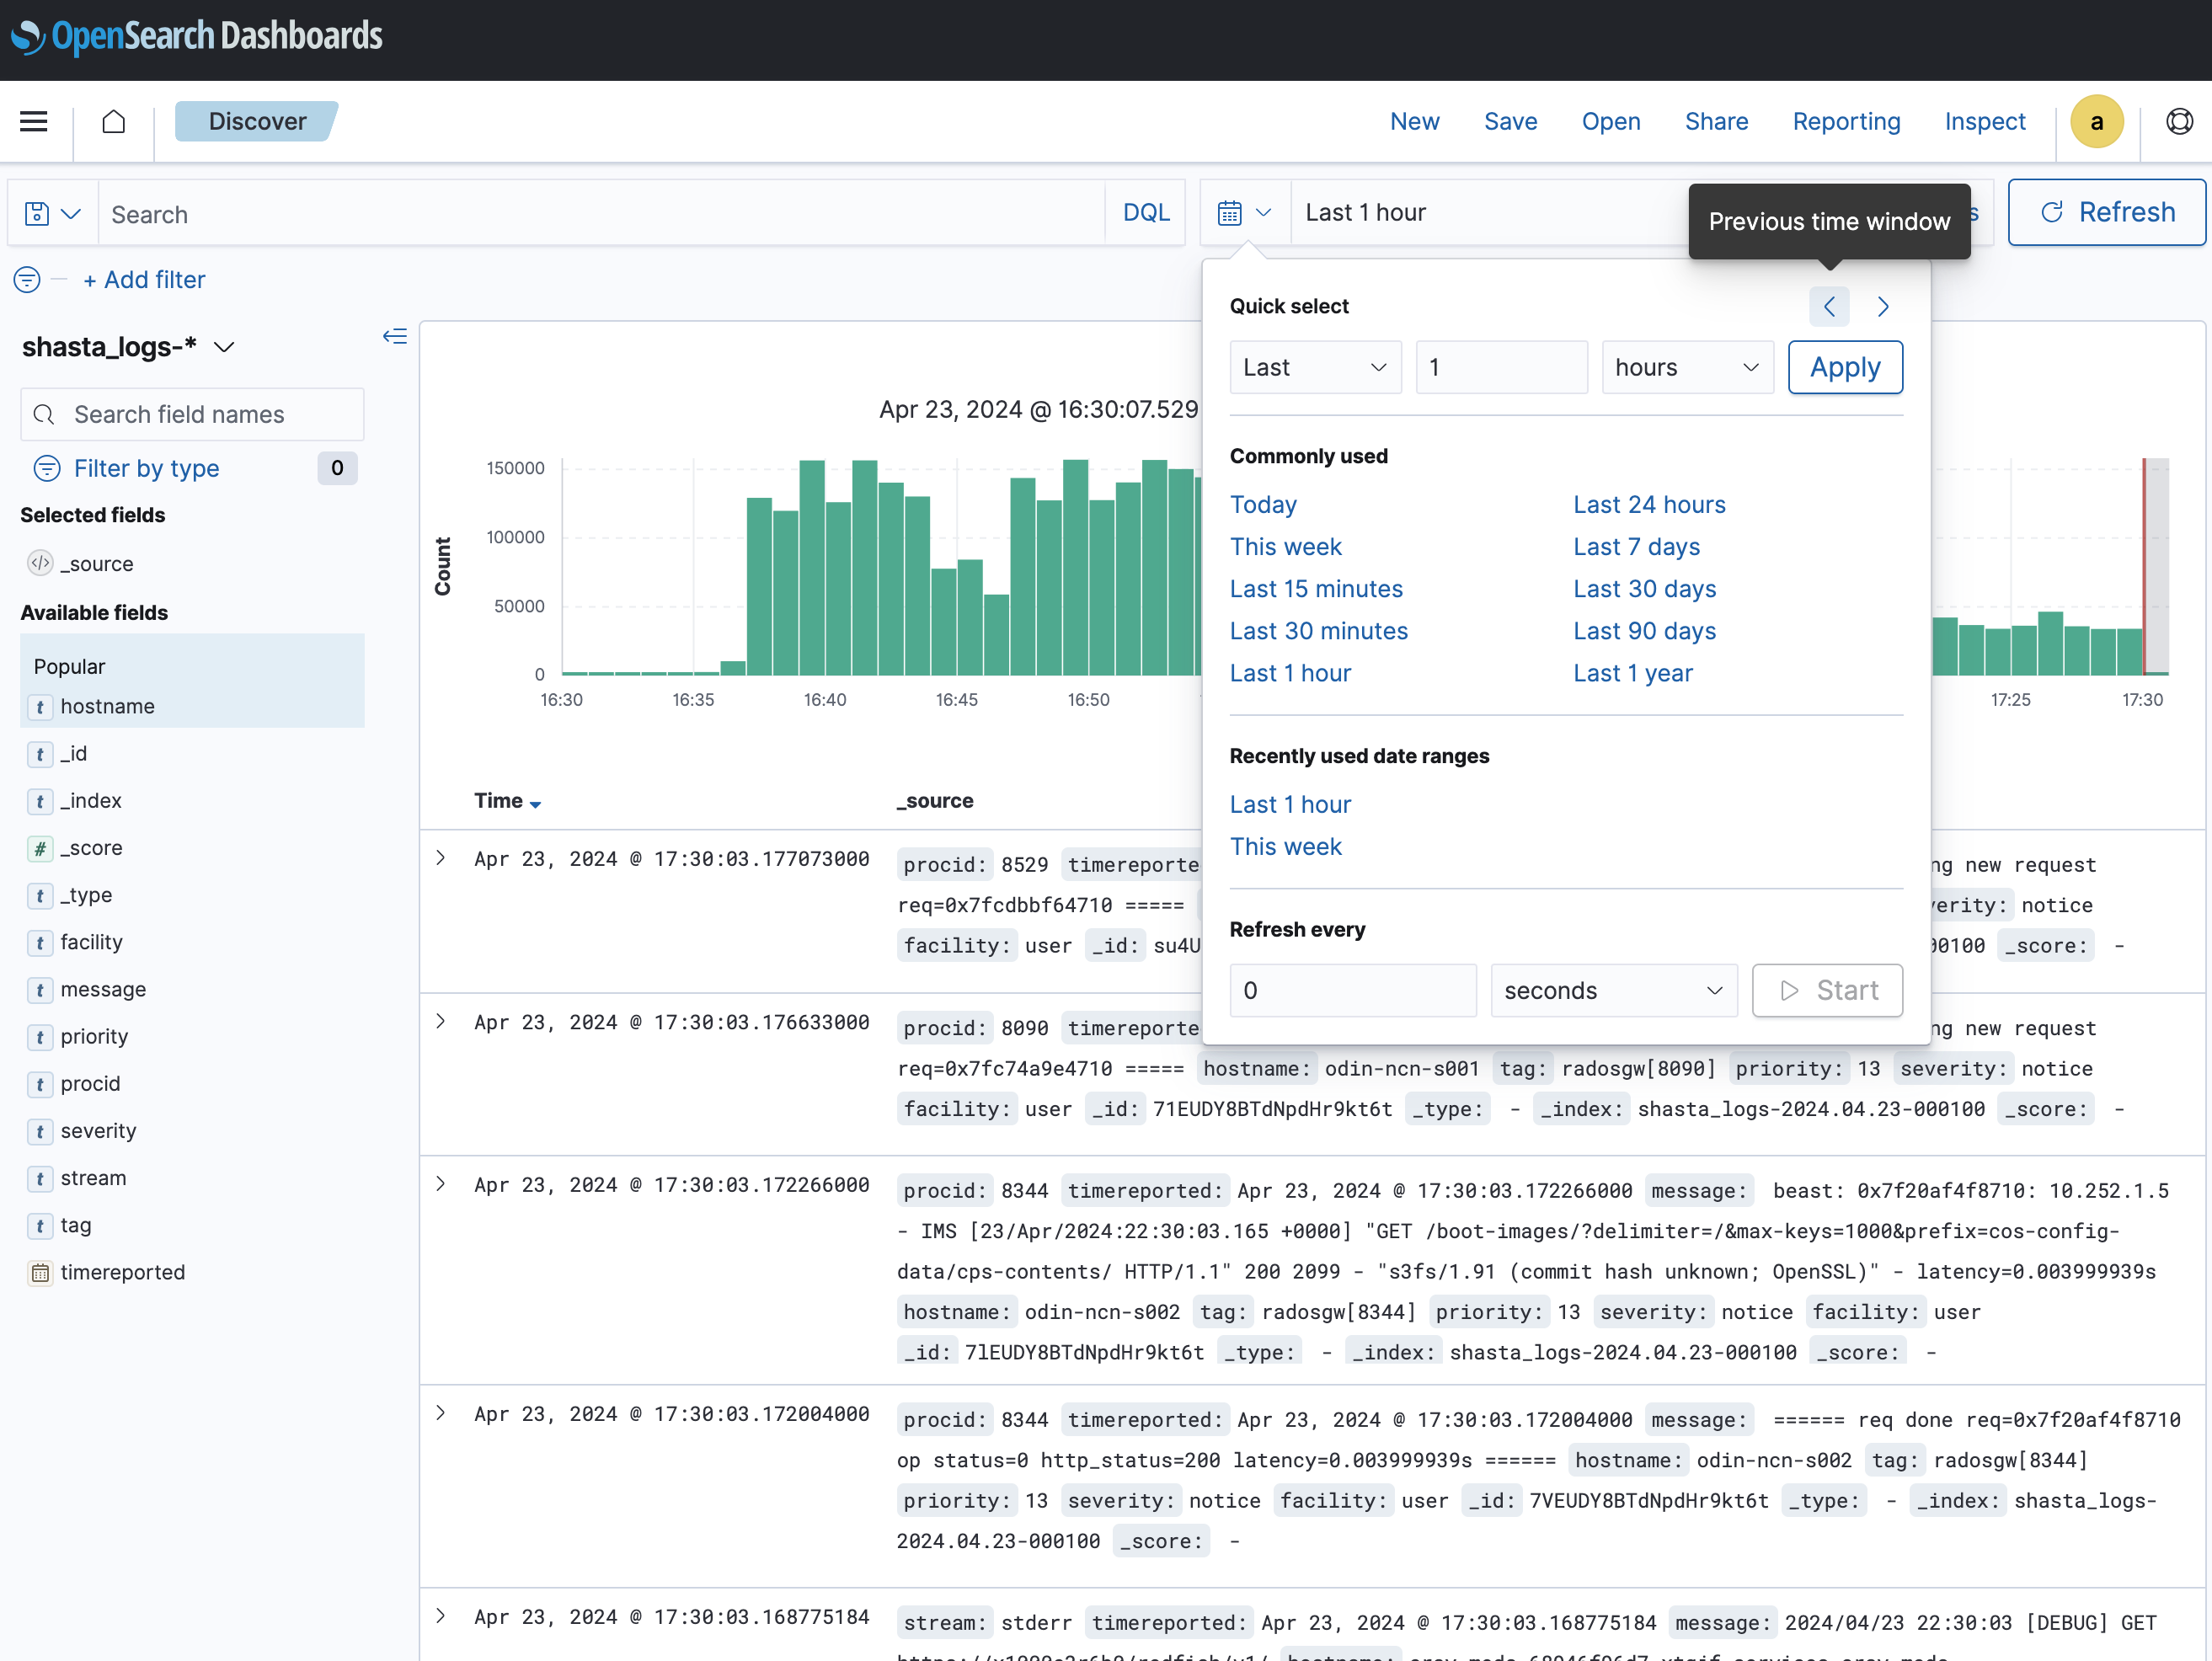 OpenSearch Dashboards
Discover
New Save Open Share Reporting Inspect a
Search DQL Last 1 hour Previous time window s Refresh
+ Add filter
shasta_logs-*
Search field names
Filter by type 0
Selected fields
_source
Available fields
Popular
t hostname
t _id
t _index
# _score
t _type
t facility
t message
t priority
t procid
t severity
t stream
t tag
timereported
Apr 23, 2024 @ 16:30:07.529
Count
150000
100000
50000
0
16:30 16:35 16:40 16:45 16:50 17:25 17:30
Quick select
Last 1 hours Apply
Commonly used
Today Last 24 hours
This week Last 7 days
Last 15 minutes Last 30 days
Last 30 minutes Last 90 days
Last 1 hour Last 1 year
Recently used date ranges
Last 1 hour
This week
Refresh every
0 seconds Start
Time _source
Apr 23, 2024 @ 17:30:03.177073000 procid: 8529 timereporte ng new request
req=0x7fcdbbf64710 ===== verity: notice
facility: user _id: su4U 00100 _score: -
Apr 23, 2024 @ 17:30:03.176633000 procid: 8090 timereporte ng new request
req=0x7fc74a9e4710 ===== hostname: odin-ncn-s001 tag: radosgw[8090] priority: 13 severity: notice
facility: user _id: 71EUDY8BTdNpdHr9kt6t _type: - _index: shasta_logs-2024.04.23-000100 _score: -
Apr 23, 2024 @ 17:30:03.172266000 procid: 8344 timereported: Apr 23, 2024 @ 17:30:03.172266000 message: beast: 0x7f20af4f8710: 10.252.1.5
- IMS [23/Apr/2024:22:30:03.165 +0000] "GET /boot-images/?delimiter=/&max-keys=1000&prefix=cos-config-
data/cps-contents/ HTTP/1.1" 200 2099 - "s3fs/1.91 (commit hash unknown; OpenSSL)" - latency=0.003999939s
hostname: odin-ncn-s002 tag: radosgw[8344] priority: 13 severity: notice facility: user
_id: 7lEUDY8BTdNpdHr9kt6t _type: - _index: shasta_logs-2024.04.23-000100 _score: -
Apr 23, 2024 @ 17:30:03.172004000 procid: 8344 timereported: Apr 23, 2024 @ 17:30:03.172004000 message: ====== req done req=0x7f20af4f8710
op status=0 http_status=200 latency=0.003999939s ====== hostname: odin-ncn-s002 tag: radosgw[8344]
priority: 13 severity: notice facility: user _id: 7VEUDY8BTdNpdHr9kt6t _type: - _index: shasta_logs-
2024.04.23-000100 _score: -
Apr 23, 2024 @ 17:30:03.168775184 stream: stderr timereported: Apr 23, 2024 @ 17:30:03.168775184 message: 2024/04/23 22:30:03 [DEBUG] GET